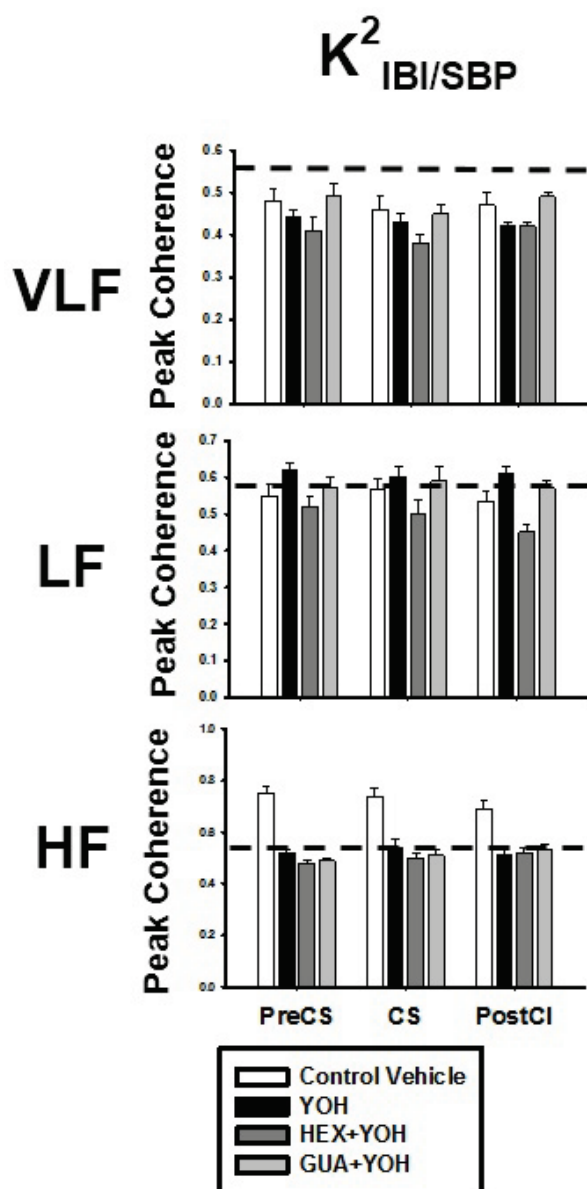 K²IBI/SBP
VLF
Peak Coherence
0.6
0.5
0.4
0.3
0.2
0.1
0.0
LF
Peak Coherence
0.7
0.6
0.5
0.4
0.3
0.2
0.1
0.0
HF
Peak Coherence
1.0
0.8
0.6
0.4
0.2
0.0
PreCS CS PostCI
Control Vehicle
YOH
HEX+YOH
GUA+YOH